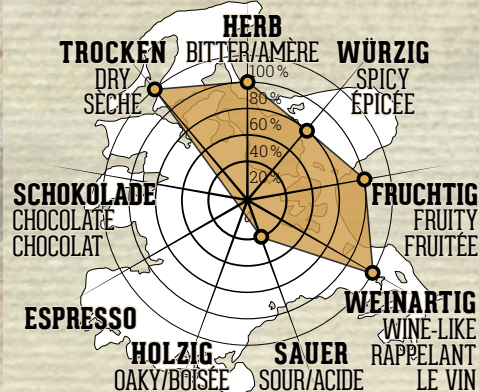 HERB
BITTER/AMÈRE
TROCKEN
DRY
SÈCHE
WÜRZIG
SPICY
ÉPICÉE
100 %
80 %
60 %
40 %
20 %
SCHOKOLADE
CHOCOLATE
CHOCOLAT
FRUCHTIG
FRUITY
FRUITÉE
ESPRESSO
WEINARTIG
WINE-LIKE
RAPPELANT
LE VIN
HOLZIG
OAKY/BOISÉE
SAUER
SOUR/ACIDE